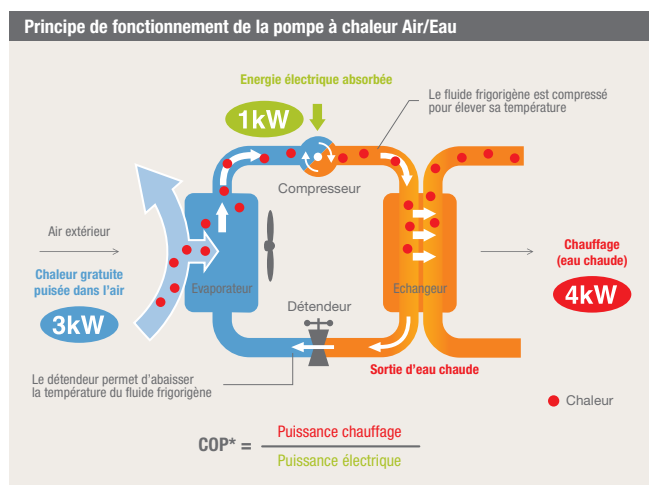 Principe de fonctionnement de la pompe à chaleur Air/Eau
Energie électrique absorbée
1kW
Le fluide frigorigène est compressé
pour élever sa température
Compresseur
Air extérieur
Chaleur gratuite
puisée dans l'air
3kW
Evaporateur
Echangeur
Chauffage
(eau chaude)
4kW
Détendeur
Sortie d'eau chaude
Le détendeur permet d'abaisser
la température du fluide frigorigène
Chaleur
COP* =
Puissance chauffage
Puissance électrique